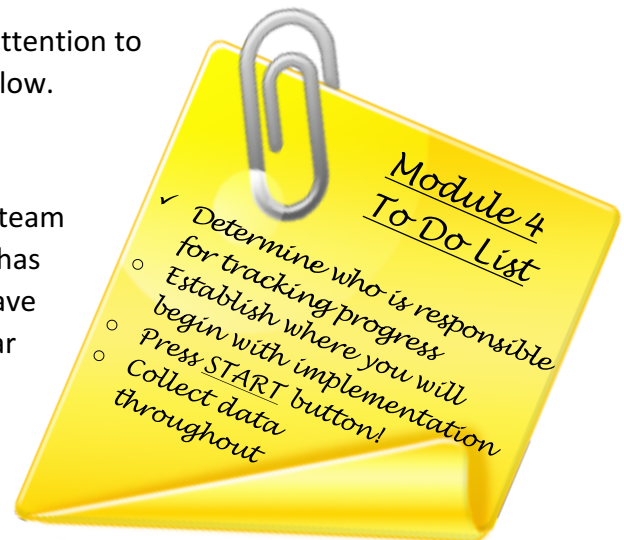 ttention to
low.
team
has
ave
ar
Module 4
To Do List
✓ Determine who is responsible
for tracking progress
o Establish where you will
begin with implementation
o Press START button!
o Collect data
throughout